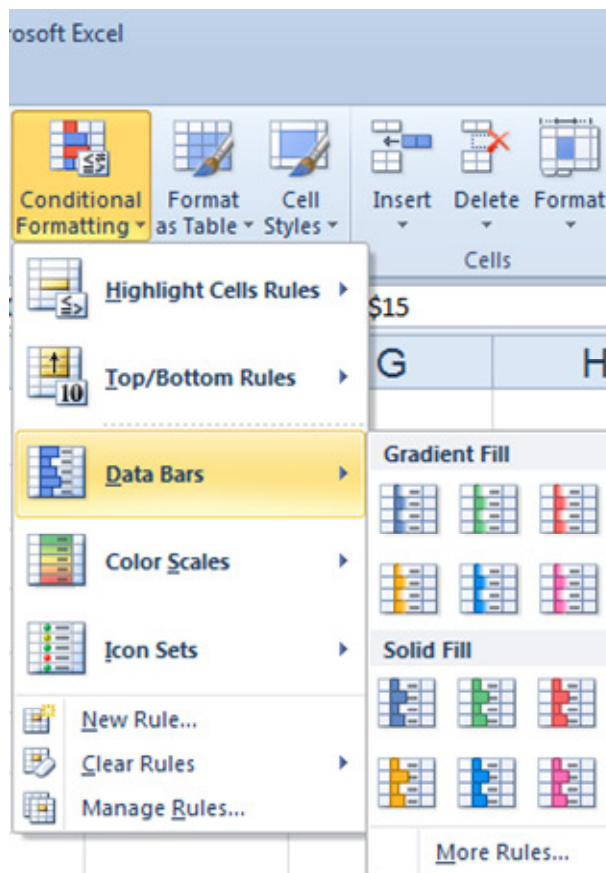 rosoft Excel
Conditional Formatting
Format as Table
Cell Styles
Insert
Delete
Format
Cells
$15
G
H
Highlight Cells Rules
Top/Bottom Rules
10
Data Bars
Color Scales
Icon Sets
New Rule...
Clear Rules
Manage Rules...
Gradient Fill
Solid Fill
More Rules...